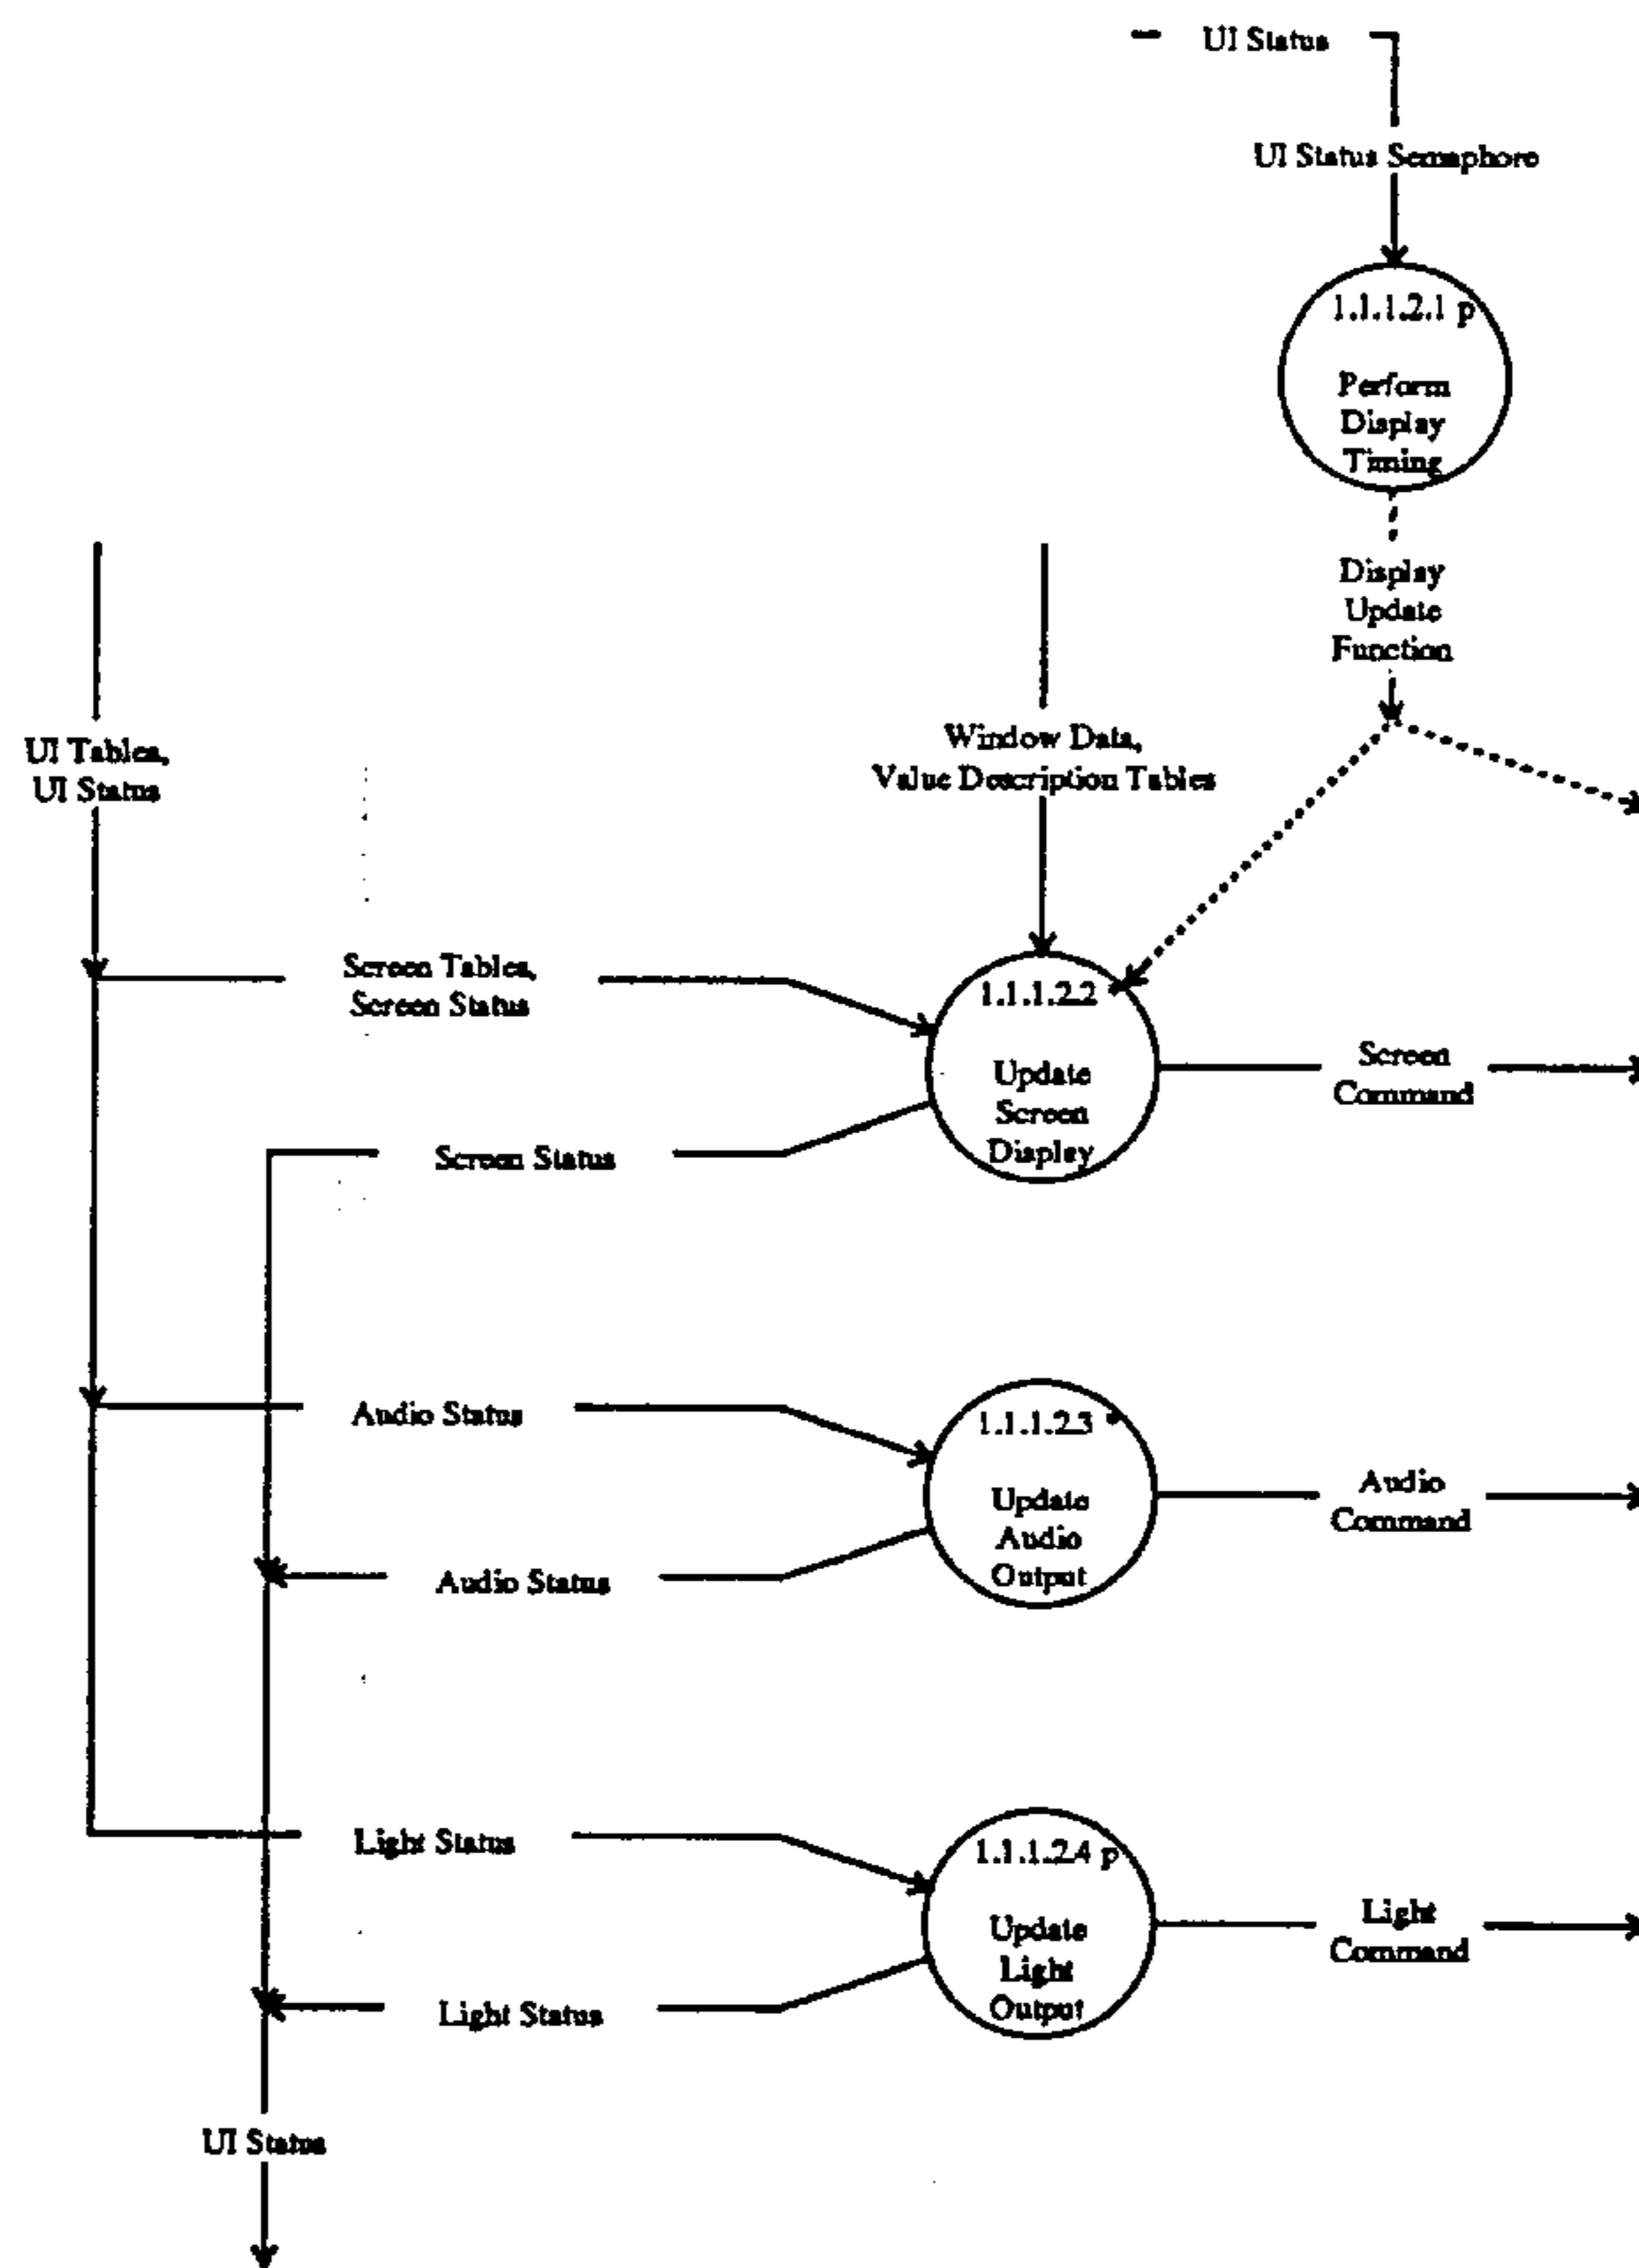 UI Status
UI Status Semaphore
1.1.1.2.1 p
Perform
Display
Timing
Display
Update
Function
UI Tables,
UI Status
Window Data,
Value Description Tables
Screen Tables,
Screen Status
1.1.1.2.2
Update
Screen
Display
Screen
Command
Screen Status
Audio Status
1.1.1.2.3
Update
Audio
Output
Audio
Command
Audio Status
Light Status
1.1.1.2.4 p
Update
Light
Output
Light
Command
Light Status
UI Status